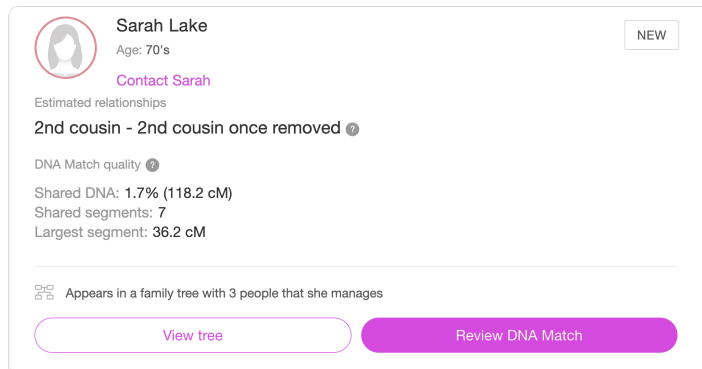 Sarah Lake
NEW
Age: 70's
Contact Sarah
Estimated relationships
2nd cousin - 2nd cousin once removed ?
DNA Match quality ?
Shared DNA: 1.7% (118.2 cM)
Shared segments: 7
Largest segment: 36.2 cM
Appears in a family tree with 3 people that she manages
View tree
Review DNA Match